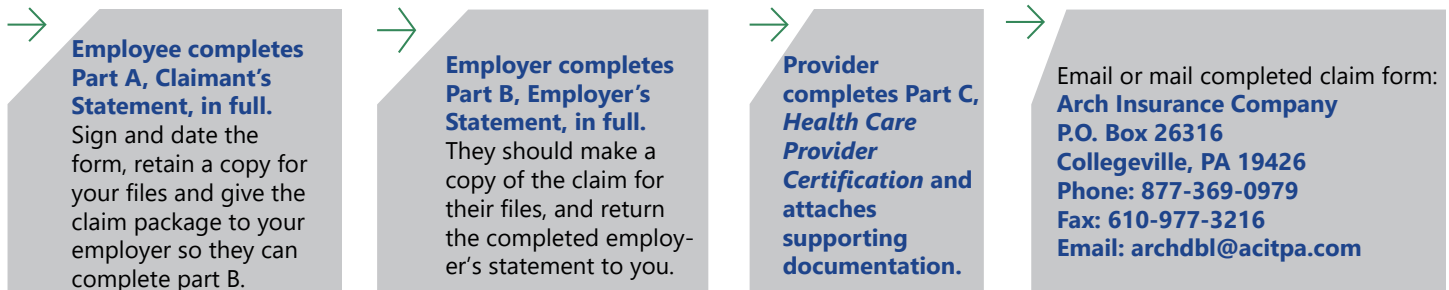 Employee completes
Part A, Claimant's
Statement, in full.
Sign and date the
form, retain a copy for
your files and give the
claim package to your
employer so they can
complete part B.
Employer completes
Part B, Employer's
Statement, in full.
They should make a
copy of the claim for
their files, and return
the completed employ-
er's statement to you.
Provider
completes Part C,
Health Care
Provider
Certification and
attaches
supporting
documentation.
Email or mail completed claim form:
Arch Insurance Company
P.O. Box 26316
Collegeville, PA 19426
Phone: 877-369-0979
Fax: 610-977-3216
Email: archdbl@acitpa.com